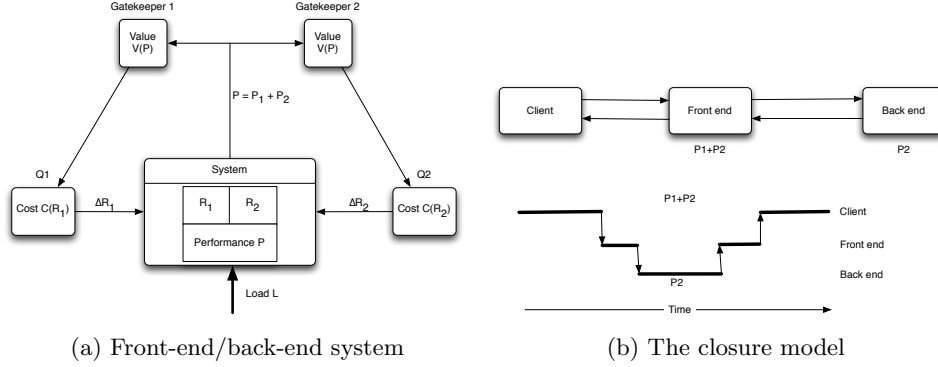 Gatekeeper 1
Gatekeeper 2
Value
V(P)
Value
V(P)
P = P1 + P2
Q1
System
Q2
Cost C(R1)
ΔR1
R1
R2
ΔR2
Cost C(R2)
Performance P
Load L
(a) Front-end/back-end system
Client
Front end
Back end
P1+P2
P2
P1+P2
Client
Front end
Back end
P2
Time
(b) The closure model